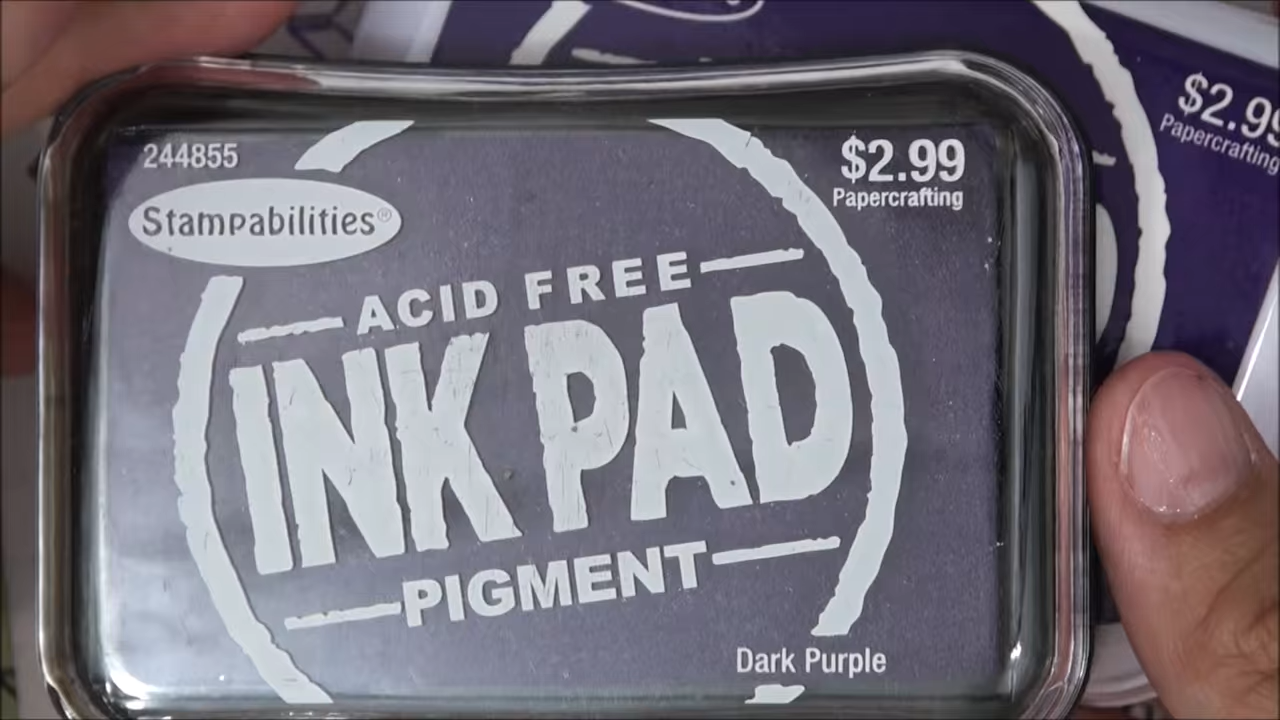 244855
Stampabilities®
$2.99
Papercrafting
ACID FREE
INK PAD
PIGMENT
Dark Purple
$2.99
Papercrafting